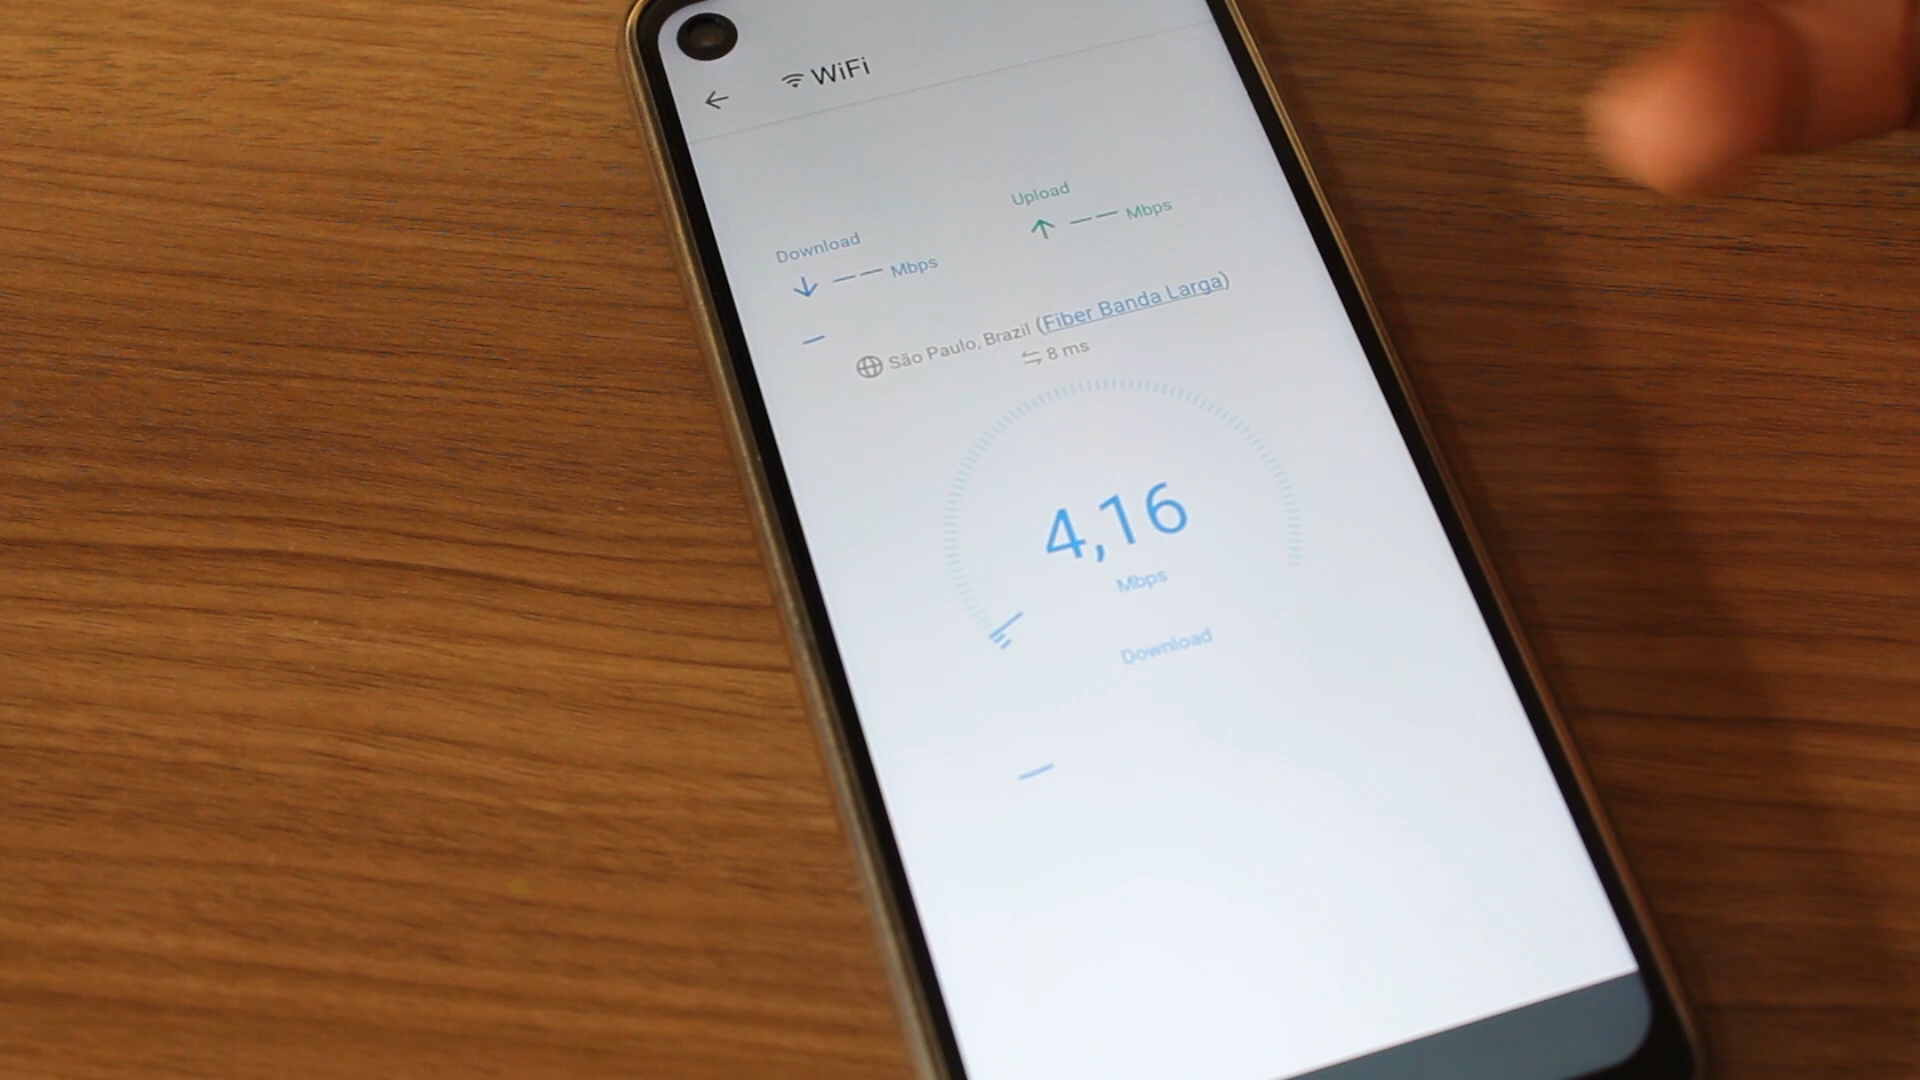 WiFi
Download
-- Mbps
Upload
-- Mbps
São Paulo, Brazil (Fiber Banda Larga)
8 ms
4,16
Mbps
Download